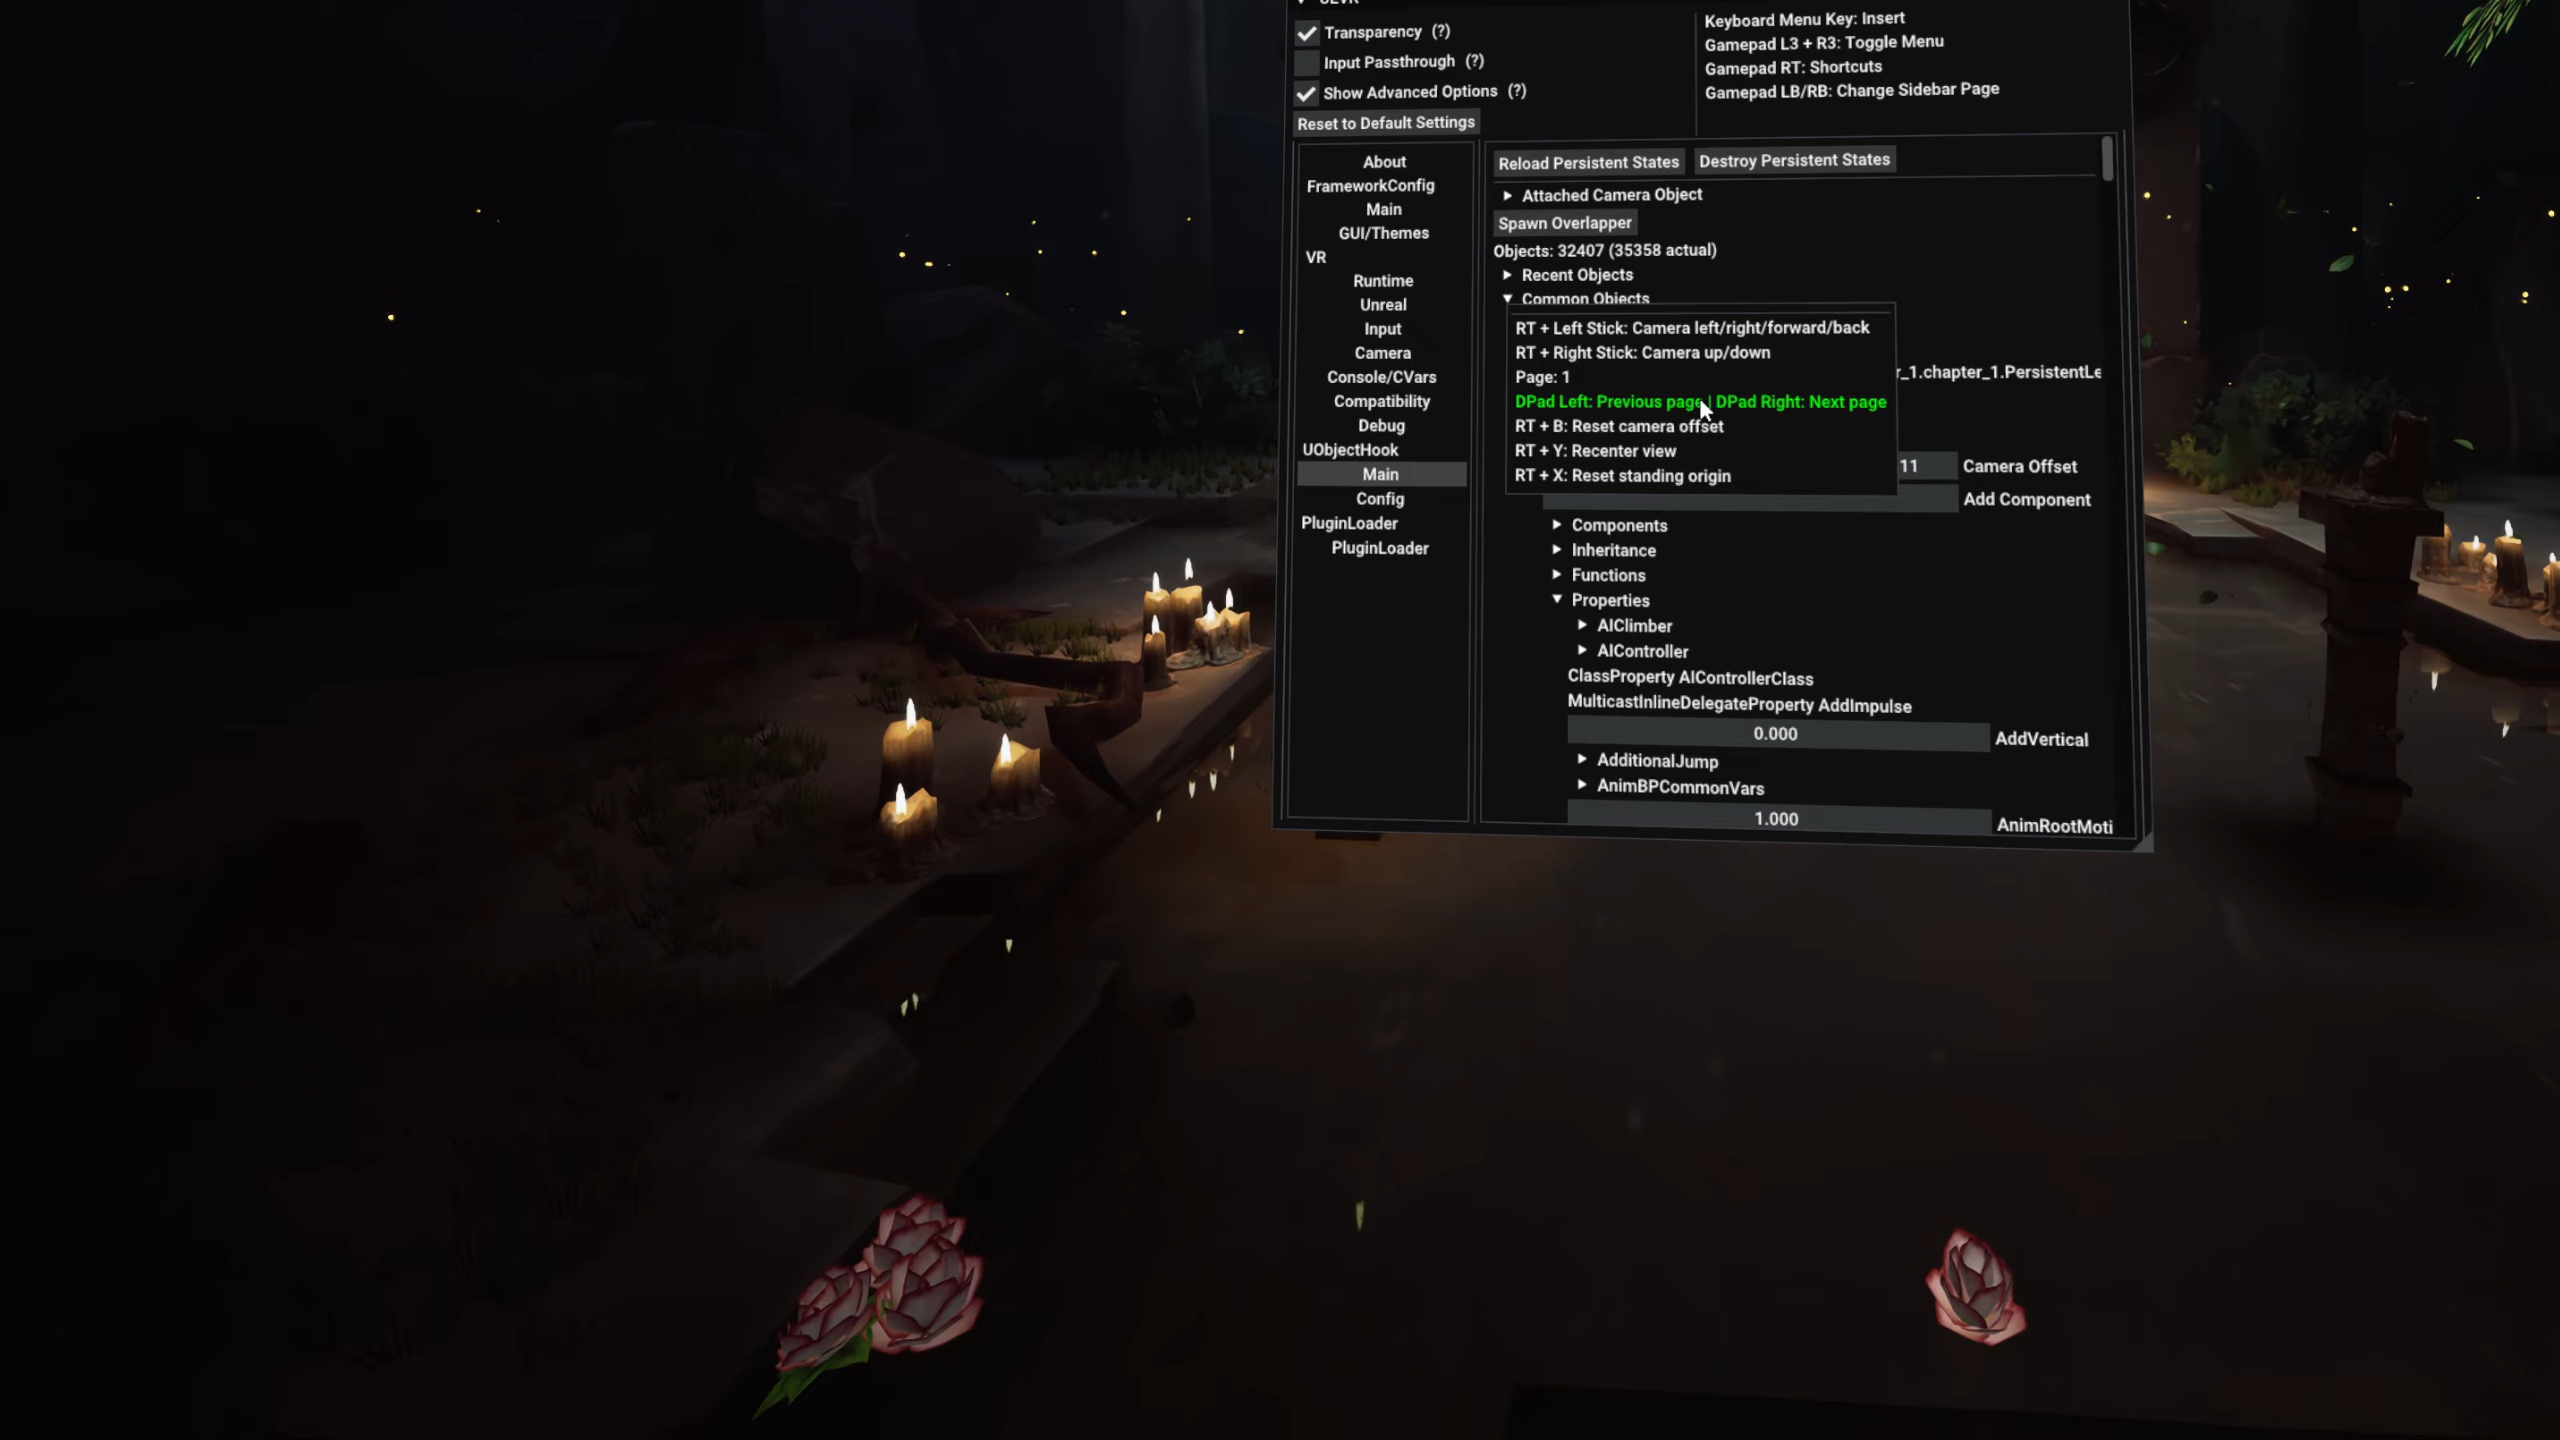 UEVR
Transparency (?)
Input Passthrough (?)
Show Advanced Options (?)
Reset to Default Settings
Keyboard Menu Key: Insert
Gamepad L3 + R3: Toggle Menu
Gamepad RT: Shortcuts
Gamepad LB/RB: Change Sidebar Page
About
FrameworkConfig
Main
GUI/Themes
VR
Runtime
Unreal
Input
Camera
Console/CVars
Compatibility
Debug
UObjectHook
Main
Config
PluginLoader
PluginLoader
Reload Persistent States
Destroy Persistent States
Attached Camera Object
Spawn Overlapper
Objects: 32407 (35358 actual)
Recent Objects
Common Objects
RT + Left Stick: Camera left/right/forward/back
RT + Right Stick: Camera up/down
Page: 1
r_1.chapter_1.PersistentLe
DPad Left: Previous page | DPad Right: Next page
RT + B: Reset camera offset
RT + Y: Recenter view
RT + X: Reset standing origin
11 Camera Offset
Add Component
Components
Inheritance
Functions
Properties
AIClimber
AIController
ClassProperty AIControllerClass
MulticastInlineDelegateProperty AddImpulse
0.000 AddVertical
AdditionalJump
AnimBPCommonVars
1.000 AnimRootMoti